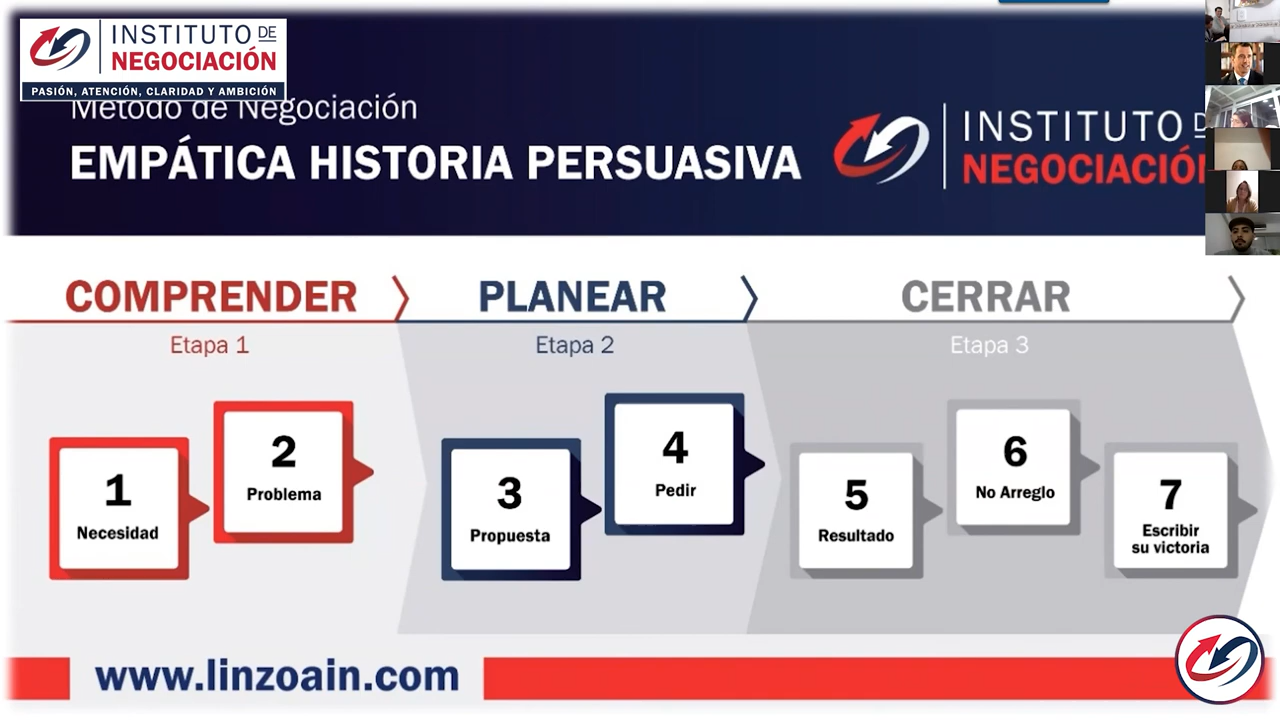 INSTITUTO DE
NEGOCIACIÓN
PASIÓN, ATENCIÓN, CLARIDAD Y AMBICIÓN
Método de Negociación
EMPÁTICA HISTORIA PERSUASIVA
INSTITUTO D
NEGOCIACIÓN
COMPRENDER
Etapa 1
PLANEAR
Etapa 2
CERRAR
Etapa 3
1
Necesidad
2
Problema
3
Propuesta
4
Pedir
5
Resultado
6
No Arreglo
7
Escribir
su victoria
www.linzoain.com